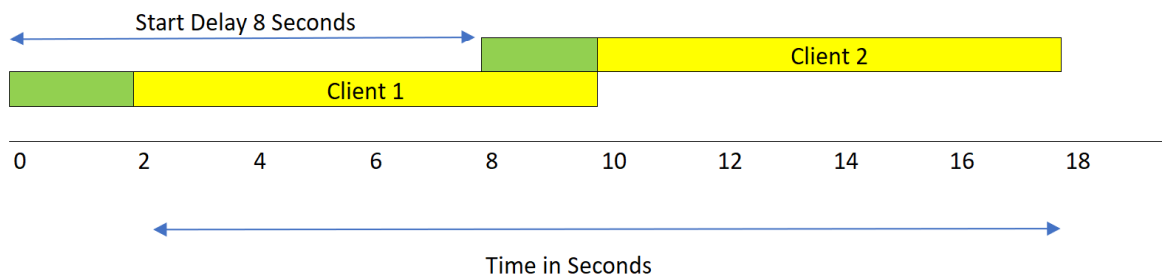 Start Delay 8 Seconds
Client 2
Client 1
0 2 4 6 8 10 12 14 16 18
Time in Seconds